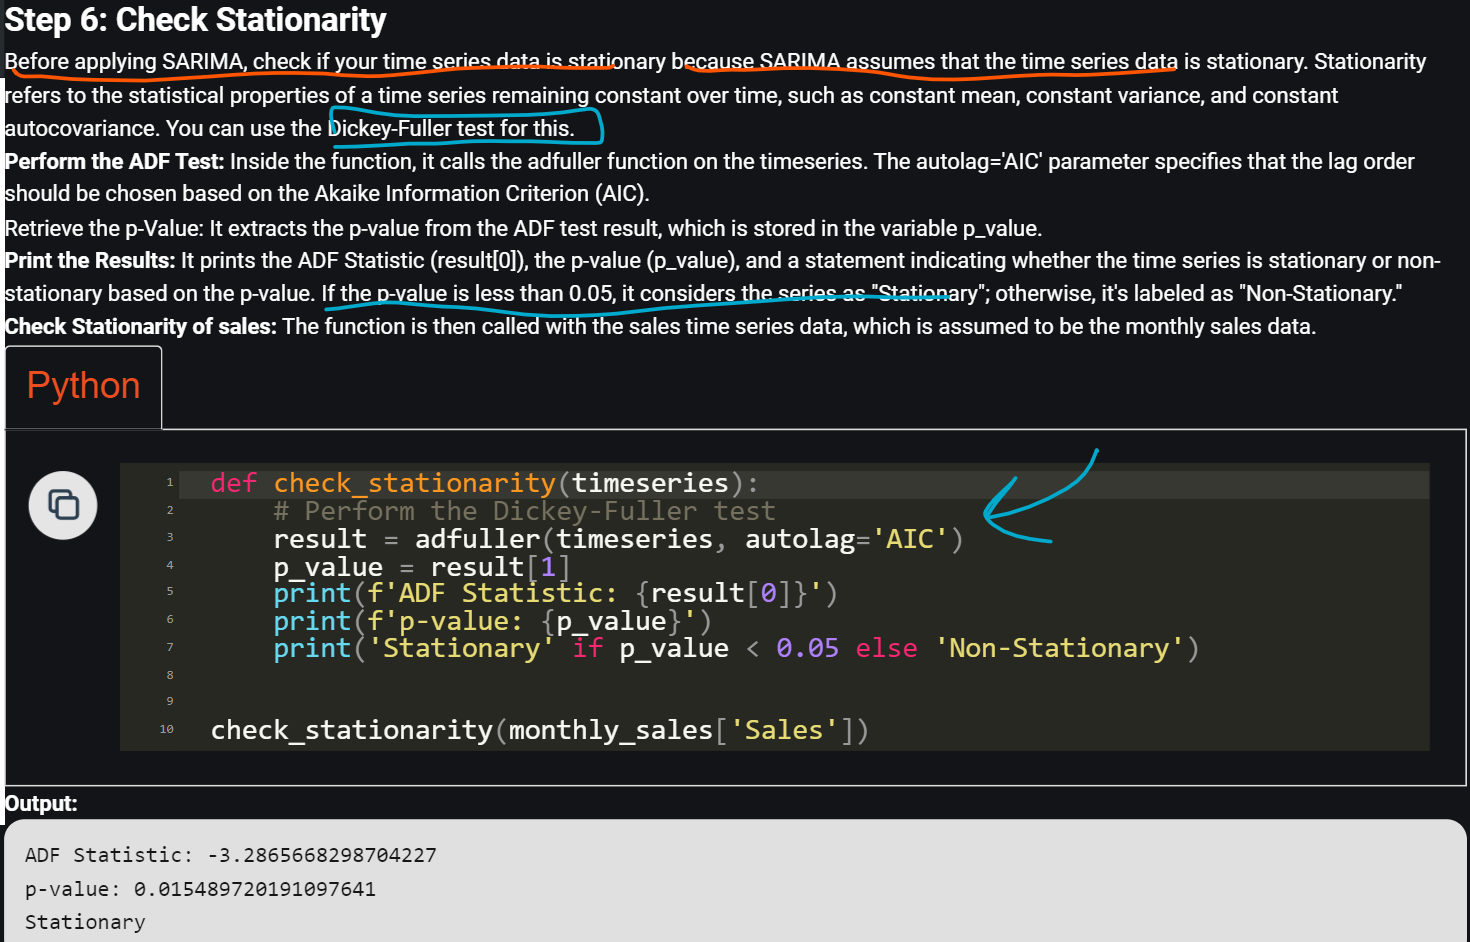 Step 6: Check Stationarity
Before applying SARIMA, check if your time series data is stationary because SARIMA assumes that the time series data is stationary. Stationarity
refers to the statistical properties of a time series remaining constant over time, such as constant mean, constant variance, and constant
autocovariance. You can use the Dickey-Fuller test for this.
Perform the ADF Test: Inside the function, it calls the adfuller function on the timeseries. The autolag='AIC' parameter specifies that the lag order
should be chosen based on the Akaike Information Criterion (AIC).
Retrieve the p-Value: It extracts the p-value from the ADF test result, which is stored in the variable p_value.
Print the Results: It prints the ADF Statistic (result[0]), the p-value (p_value), and a statement indicating whether the time series is stationary or non-
stationary based on the p-value. If the p-value is less than 0.05, it considers the series as "Stationary"; otherwise, it's labeled as "Non-Stationary."
Check Stationarity of sales: The function is then called with the sales time series data, which is assumed to be the monthly sales data.
Python
1 def check_stationarity(timeseries):
2 # Perform the Dickey-Fuller test
3 result = adfuller(timeseries, autolag='AIC')
4 p_value = result[1]
5 print(f'ADF Statistic: {result[0]}')
6 print(f'p-value: {p_value}')
7 print('Stationary' if p_value < 0.05 else 'Non-Stationary')
8
9
10 check_stationarity(monthly_sales['Sales'])
Output:
ADF Statistic: -3.2865668298704227
p-value: 0.015489720191097641
Stationary